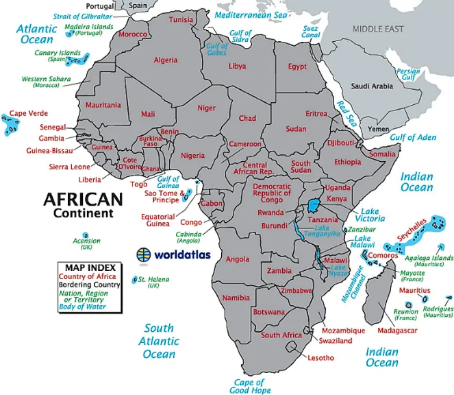 Portugal
Spain
Strait of Gilbraltar
Mediterranean Sea
Atlantic
Ocean
Madeira Islands
(Portugal)
Tunisia
Gulf of
Sidra
Suez
Canal
MIDDLE EAST
Morocco
Gulf of
Gabes
Canary Islands
(Spain)
Algeria
Libya
Egypt
Persian
Gulf
Western Sahara
(Morocco)
Saudi Arabia
Red Sea
Cape Verde
Mauritania
Mali
Niger
Chad
Sudan
Eritrea
Yemen
Gulf of Aden
Senegal
Gambia
Guinea-Bissau
Guinea
Burkina
Faso
Benin
Nigeria
Cameroon
Djibouti
Somalia
Sierra Leone
Cote
D'Ivoire
Ghana
Central
African Rep.
South
Sudan
Ethiopia
Liberia
Togo
Gulf of
Guinea
Indian
Ocean
Sao Tome &
Principe
Democratic
Republic of
Congo
Uganda
Kenya
AFRICAN
Continent
Gabon
Equatorial
Guinea
Congo
Rwanda
Burundi
Lake
Victoria
Tanzania
Cabinda
(Angola)
Lake
Tanganyika
Zanzibar
Seychelles
Ascension
(UK)
Lake
Malawi
worldatlas
Angola
Malawi
Comoros
Agalega Islands
(Mauritius)
MAP INDEX
Country of Africa
Bordering Country
Nation, Region
or Territory
Body of Water
St. Helena
(UK)
Zambia
Lake
Nyasa
Mayotte
(France)
Mozambique
Channel
Mauritius
Zimbabwe
Namibia
Reunion
(France)
Rodrigues
(Mauritius)
Botswana
South
Atlantic
Ocean
South Africa
Mozambique
Swaziland
Madagascar
Lesotho
Indian
Ocean
Cape of
Good Hope